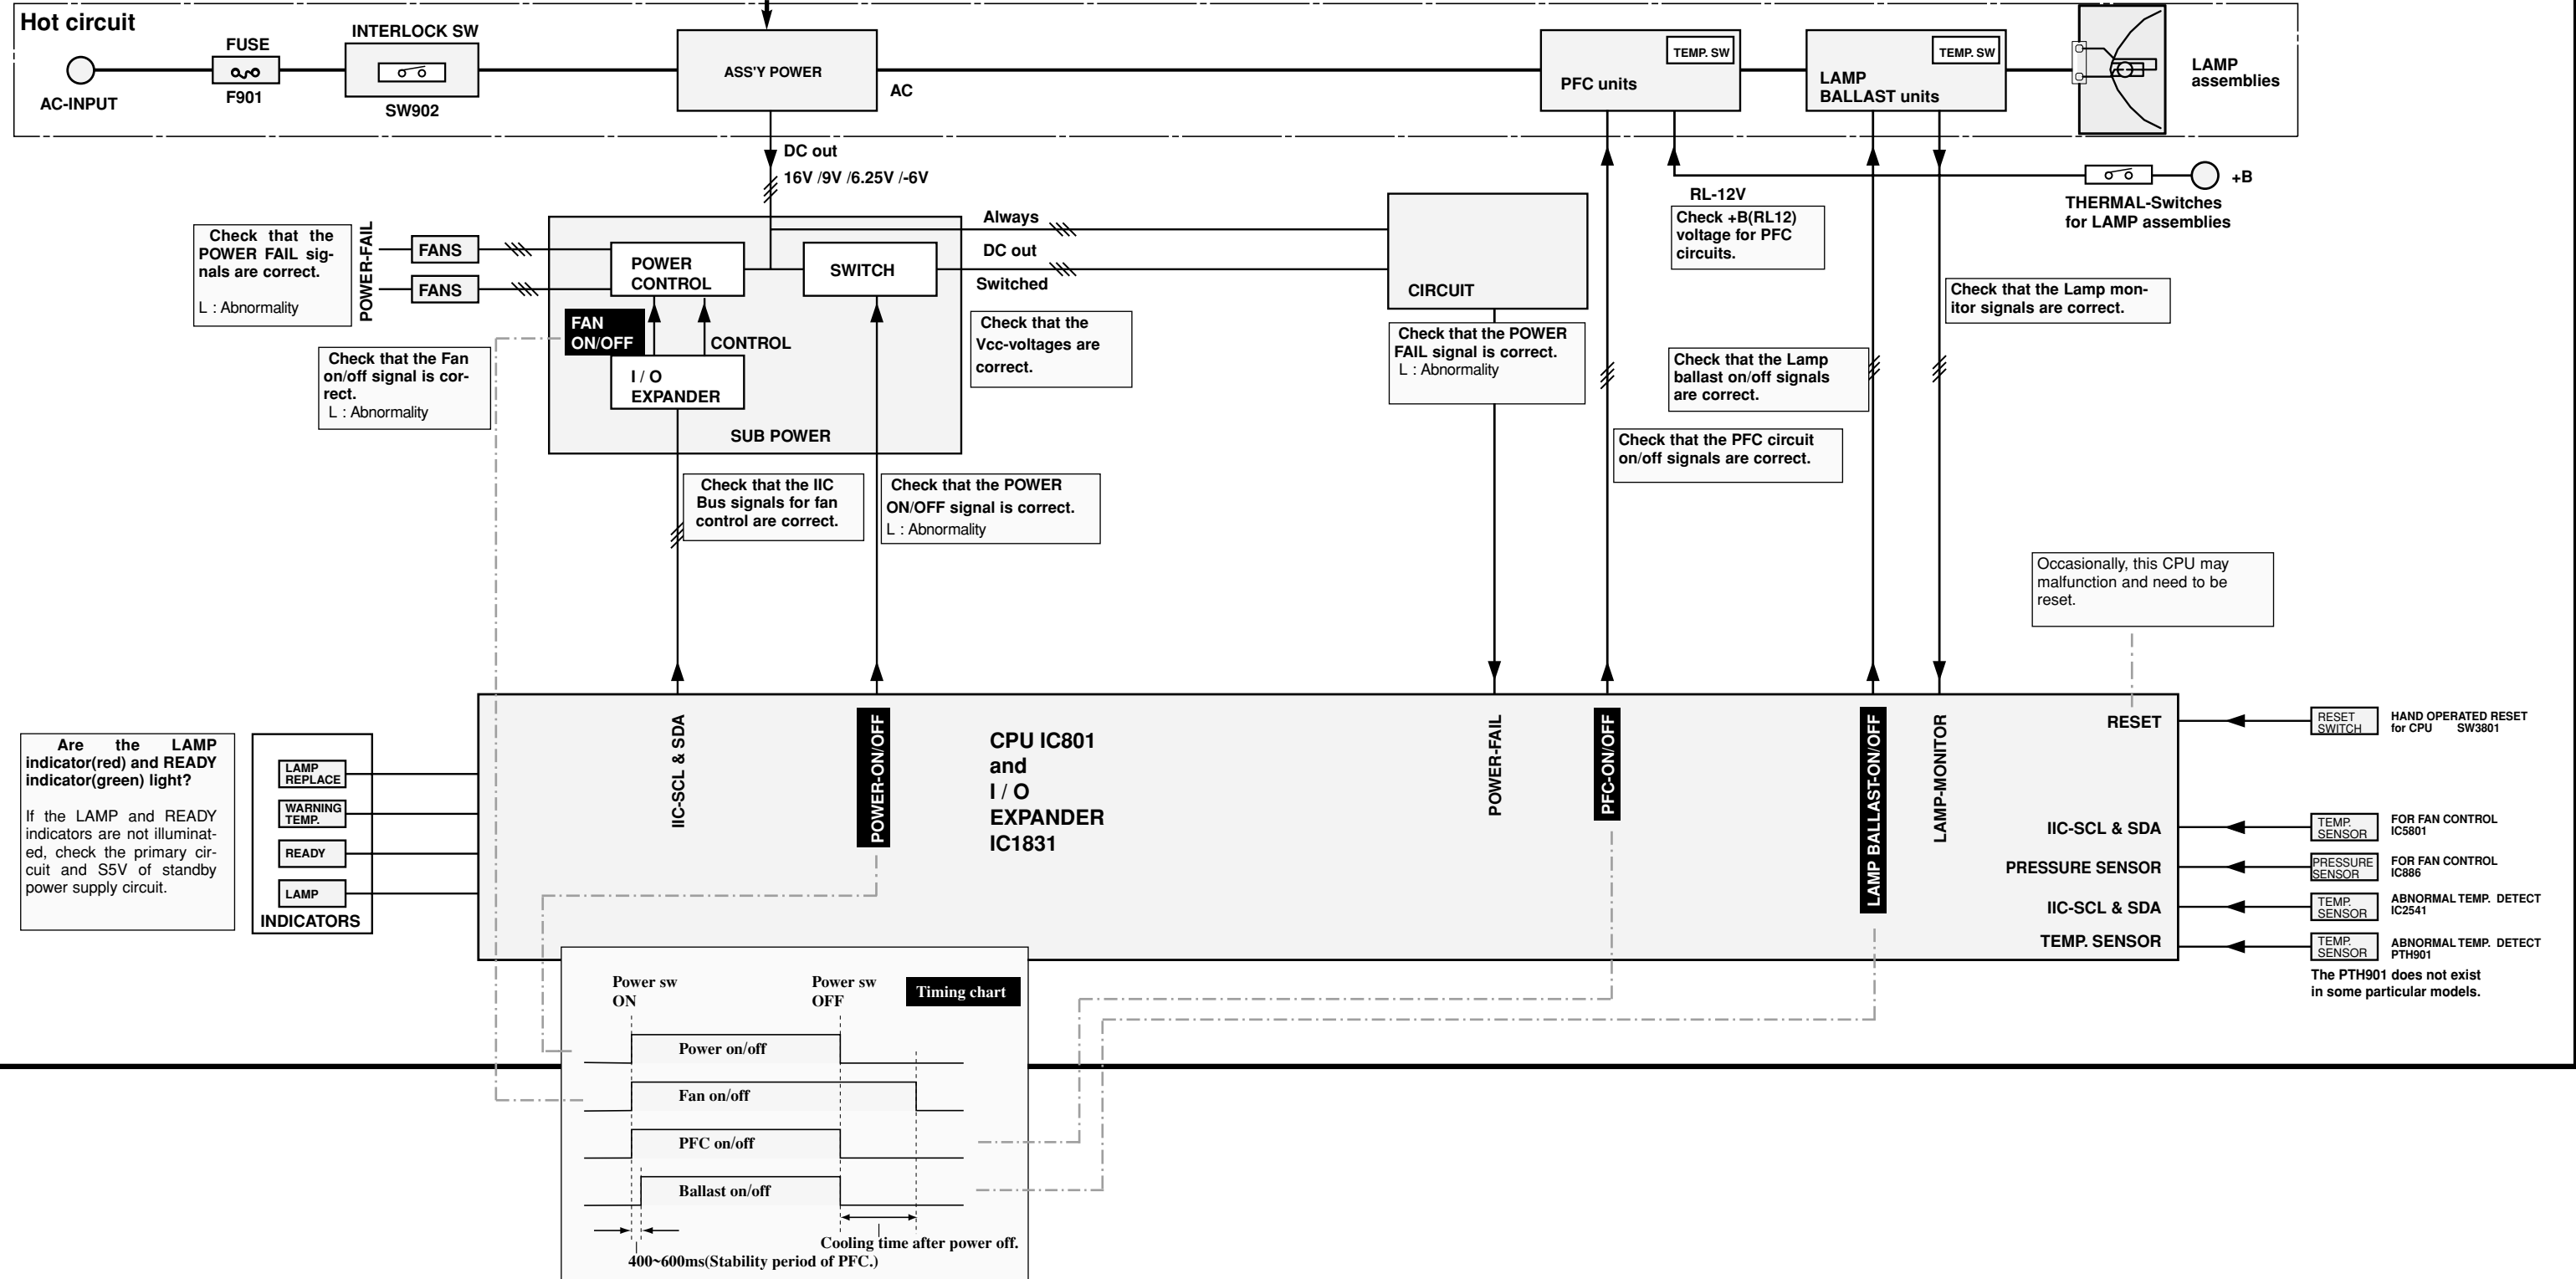 Hot circuit
AC-INPUT
FUSE
F901
INTERLOCK SW
SW902
ASS'Y POWER
AC
PFC units
TEMP. SW
LAMP
BALLAST units
TEMP. SW
LAMP
assemblies
DC out
16V /9V /6.25V /-6V
RL-12V
Check +B(RL12)
voltage for PFC
circuits.
+B
THERMAL-Switches
for LAMP assemblies
Check that the
POWER FAIL sig-
nals are correct.
L : Abnormality
POWER-FAIL
FANS
FANS
POWER
CONTROL
SWITCH
Always
DC out
Switched
CIRCUIT
FAN
ON/OFF
CONTROL
I / O
EXPANDER
SUB POWER
Check that the Fan
on/off signal is cor-
rect.
L : Abnormality
Check that the
Vcc-voltages are
correct.
Check that the POWER
FAIL signal is correct.
L : Abnormality
Check that the Lamp mon-
itor signals are correct.
Check that the Lamp
ballast on/off signals
are correct.
Check that the PFC circuit
on/off signals are correct.
Check that the IIC
Bus signals for fan
control are correct.
Check that the POWER
ON/OFF signal is correct.
L : Abnormality
Occasionally, this CPU may
malfunction and need to be
reset.
Are the LAMP
indicator(red) and READY
indicator(green) light?
If the LAMP and READY
indicators are not illuminat-
ed, check the primary cir-
cuit and S5V of standby
power supply circuit.
LAMP
REPLACE
WARNING
TEMP.
READY
LAMP
INDICATORS
IIC-SCL & SDA
POWER-ON/OFF
CPU IC801
and
I / O
EXPANDER
IC1831
POWER-FAIL
PFC-ON/OFF
LAMP BALLAST-ON/OFF
LAMP-MONITOR
RESET
IIC-SCL & SDA
PRESSURE SENSOR
IIC-SCL & SDA
TEMP. SENSOR
RESET
SWITCH
HAND OPERATED RESET
for CPU SW3801
TEMP.
SENSOR
FOR FAN CONTROL
IC5801
PRESSURE
SENSOR
FOR FAN CONTROL
IC886
TEMP.
SENSOR
ABNORMAL TEMP. DETECT
IC2541
TEMP.
SENSOR
ABNORMAL TEMP. DETECT
PTH901
The PTH901 does not exist
in some particular models.
Power sw
ON
Power sw
OFF
Timing chart
Power on/off
Fan on/off
PFC on/off
Ballast on/off
Cooling time after power off.
400~600ms(Stability period of PFC.)